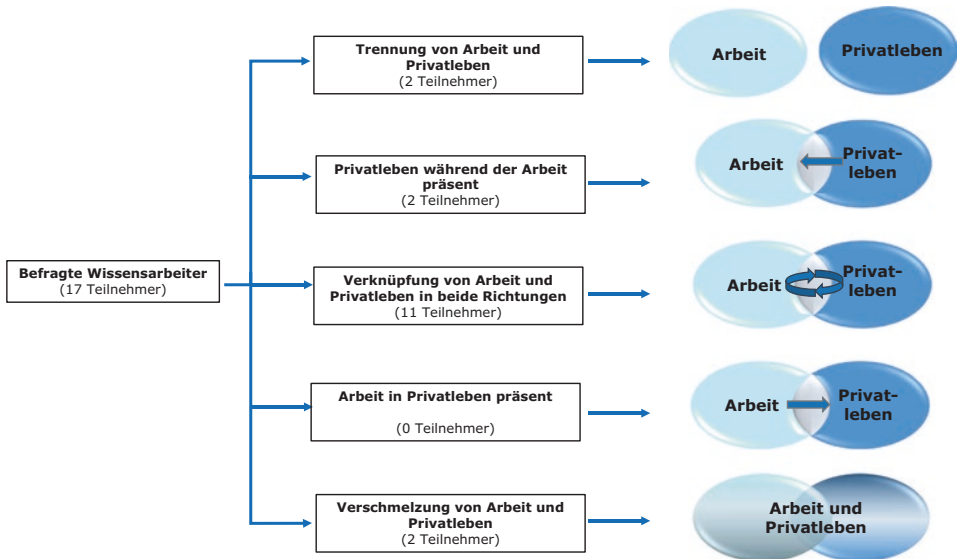 Trennung von Arbeit und
Privatleben
(2 Teilnehmer)
Arbeit
Privatleben
Privatleben während der Arbeit
präsent
(2 Teilnehmer)
Arbeit
Privat-
leben
Befragte Wissensarbeiter
(17 Teilnehmer)
Verknüpfung von Arbeit und
Privatleben in beide Richtungen
(11 Teilnehmer)
Arbeit
Privat-
leben
Arbeit in Privatleben präsent
(0 Teilnehmer)
Arbeit
Privat-
leben
Verschmelzung von Arbeit und
Privatleben
(2 Teilnehmer)
Arbeit und
Privatleben